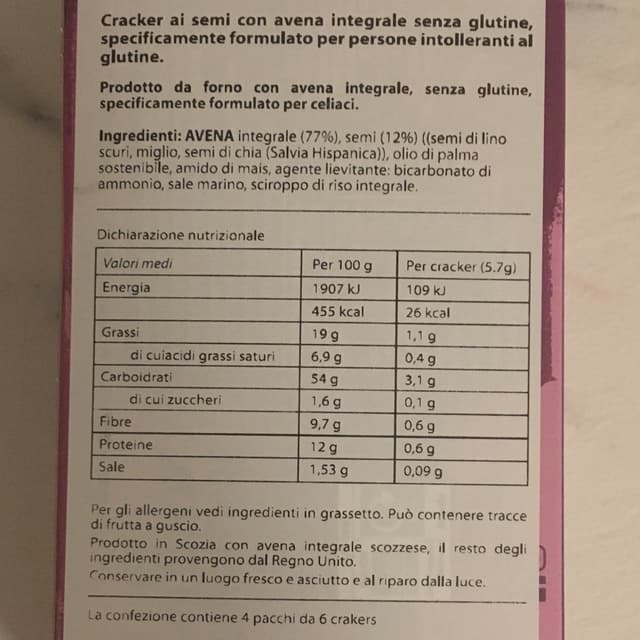 Cracker ai semi con avena integrale senza glutine,
specificamente formulato per persone intolleranti al
glutine.
Prodotto da forno con avena integrale, senza glutine,
specificamente formulato per celiaci.
Ingredienti: AVENA integrale (77%), semi (12%) ((semi di lino
scuri, miglio, semi di chia (Salvia Hispanica)), olio di palma
sostenibile, amido di mais, agente lievitante: bicarbonato di
ammonio, sale marino, sciroppo di riso integrale.
Dichiarazione nutrizionale
Valori medi Per 100 g Per cracker (5.7g)
Energia 1907 kJ 109 kJ
455 kcal 26 kcal
Grassi 19 g 1,1 g
di cuiacidi grassi saturi 6,9 g 0,4 g
Carboidrati 54 g 3,1 g
di cui zuccheri 1,6 g 0,1 g
Fibre 9,7 g 0,6 g
Proteine 12 g 0,6 g
Sale 1,53 g 0,09 g
Per gli allergeni vedi ingredienti in grassetto. Può contenere tracce
di frutta a guscio.
Prodotto in Scozia con avena integrale scozzese, il resto degli
ingredienti provengono dal Regno Unito.
Conservare in un luogo fresco e asciutto e al riparo dalla luce.
La confezione contiene 4 pacchi da 6 crakers